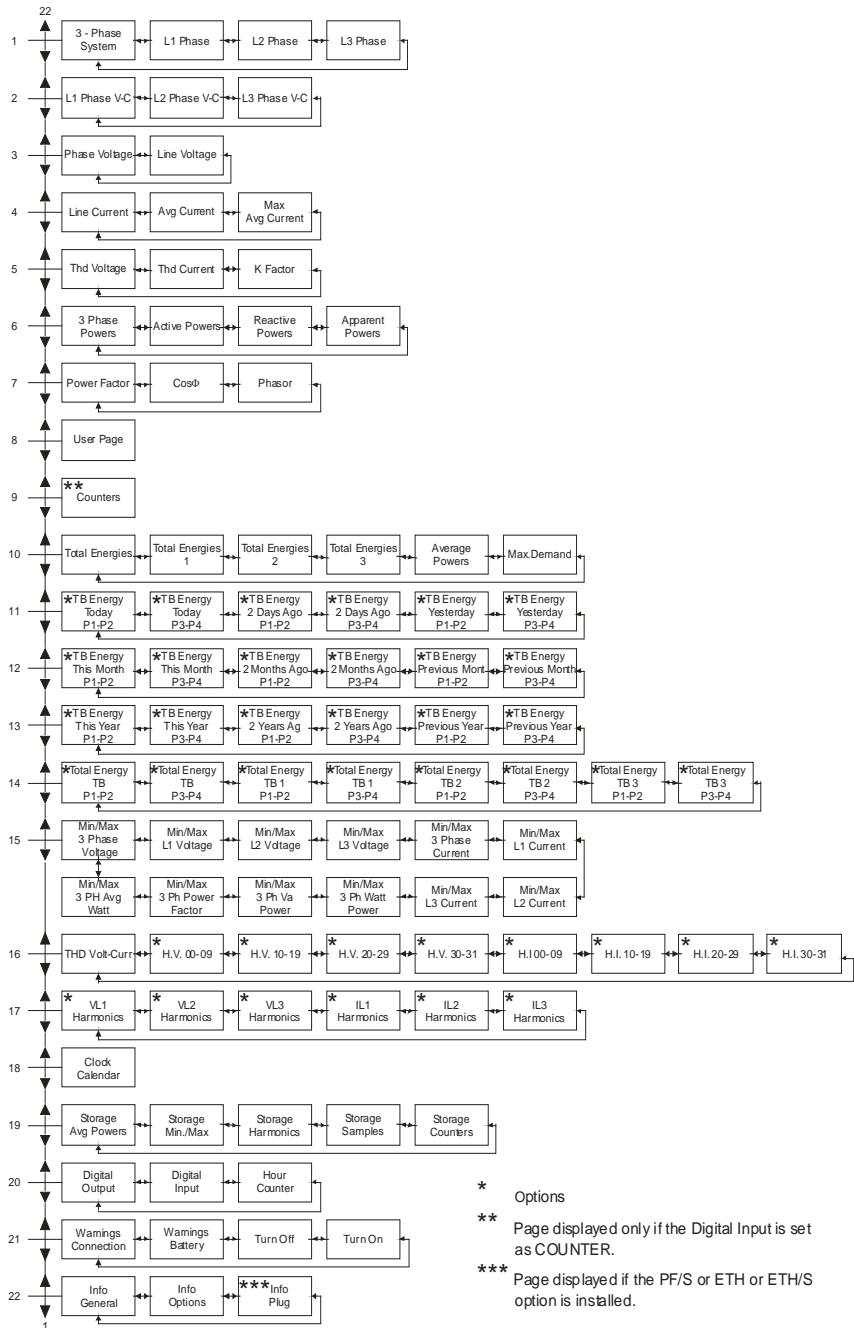 22
1
3 - Phase
System
L1 Phase
L2 Phase
L3 Phase
2
L1 Phase V-C
L2 Phase V-C
L3 Phase V-C
3
Phase Voltage
Line Voltage
4
Line Current
Avg Current
Max
Avg Current
5
Thd Voltage
Thd Current
K Factor
6
3 Phase
Powers
Active Powers
Reactive
Powers
Apparent
Powers
7
Power Factor
CosΦ
Phasor
8
User Page
9
**
Counters
10
Total Energies
Total Energies
1
Total Energies
2
Total Energies
3
Average
Powers
Max.Demand
11
*TB Energy
Today
P1-P2
*TB Energy
Today
P3-P4
*TB Energy
2 Days Ago
P1-P2
*TB Energy
2 Days Ago
P3-P4
*TB Energy
Yesterday
P1-P2
*TB Energy
Yesterday
P3-P4
12
*TB Energy
This Month
P1-P2
*TB Energy
This Month
P3-P4
*TB Energy
2 Months Ago
P1-P2
*TB Energy
2 Months Ago
P3-P4
*TB Energy
Previous Mont
P1-P2
*TB Energy
Previous Month
P3-P4
13
*TB Energy
This Year
P1-P2
*TB Energy
This Year
P3-P4
*TB Energy
2 Years Ag
P1-P2
*TB Energy
2 Years Ago
P3-P4
*TB Energy
Previous Year
P1-P2
*TB Energy
Previous Year
P3-P4
14
*Total Energy
TB
P1-P2
*Total Energy
TB
P3-P4
*Total Energy
TB 1
P1-P2
*Total Energy
TB 1
P3-P4
*Total Energy
TB 2
P1-P2
*Total Energy
TB 2
P3-P4
*Total Energy
TB 3
P1-P2
*Total Energy
TB 3
P3-P4
15
Min/Max
3 Phase
Voltage
Min/Max
L1 Voltage
Min/Max
L2 Voltage
Min/Max
L3 Voltage
Min/Max
3 Phase
Current
Min/Max
L1 Current
Min/Max
3 PH Avg
Watt
Min/Max
3 Ph Power
Factor
Min/Max
3 Ph Va
Power
Min/Max
3 Ph Watt
Power
Min/Max
L3 Current
Min/Max
L2 Current
16
THD Volt-Curr
*
H.V. 00-09
*
H.V. 10-19
*
H.V. 20-29
*
H.V. 30-31
*
H.I 00-09
*
H.I. 10-19
*
H.I. 20-29
*
H.I. 30-31
17
*
VL1
Harmonics
*
VL2
Harmonics
*
VL3
Harmonics
*
IL1
Harmonics
*
IL2
Harmonics
*
IL3
Harmonics
18
Clock
Calendar
19
Storage
Avg Powers
Storage
Min./Max
Storage
Harmonics
Storage
Samples
Storage
Counters
20
Digital
Output
Digital
Input
Hour
Counter
21
Warnings
Connection
Warnings
Battery
Turn Off
Turn On
22
Info
General
Info
Options
***Info
Plug
1
* Options
** Page displayed only if the Digital Input is set
as COUNTER.
*** Page displayed if the PF/S or ETH or ETH/S
option is installed.